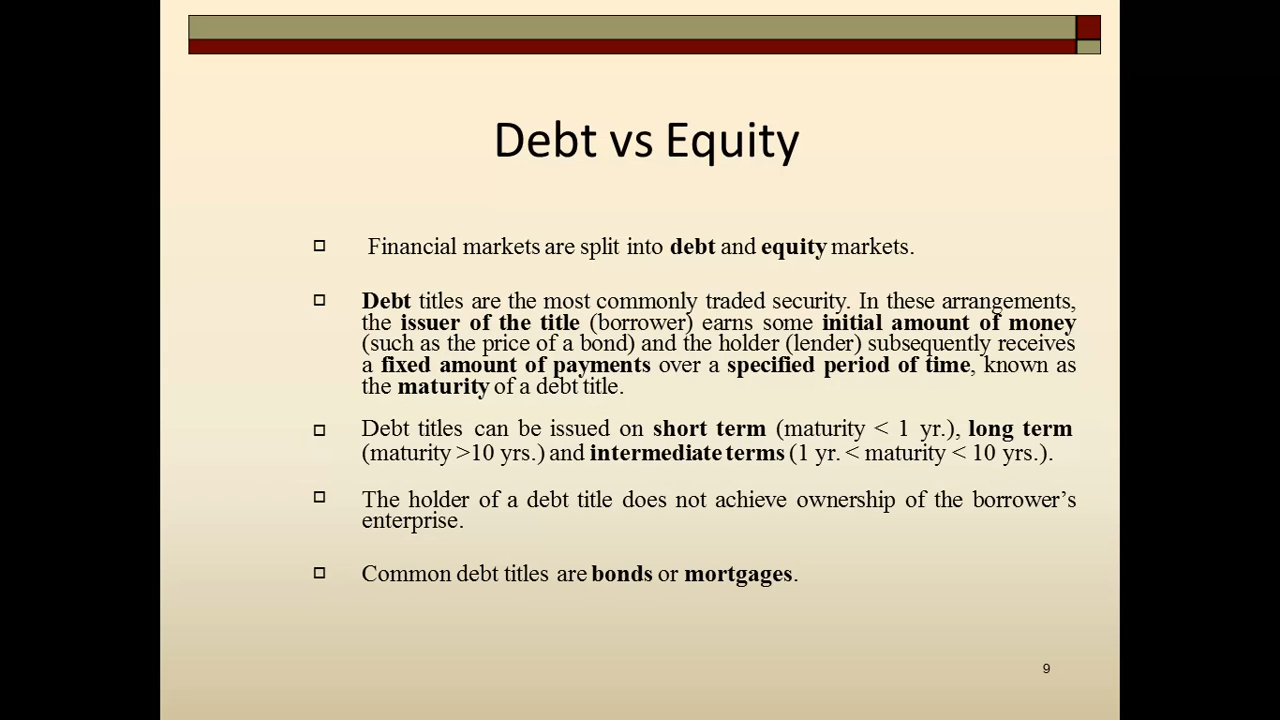 Debt vs Equity
Financial markets are split into debt and equity markets.
Debt titles are the most commonly traded security. In these arrangements,
the issuer of the title (borrower) earns some initial amount of money
(such as the price of a bond) and the holder (lender) subsequently receives
a fixed amount of payments over a specified period of time, known as
the maturity of a debt title.
Debt titles can be issued on short term (maturity < 1 yr.), long term
(maturity >10 yrs.) and intermediate terms (1 yr. < maturity < 10 yrs.).
The holder of a debt title does not achieve ownership of the borrower’s
enterprise.
Common debt titles are bonds or mortgages.
9